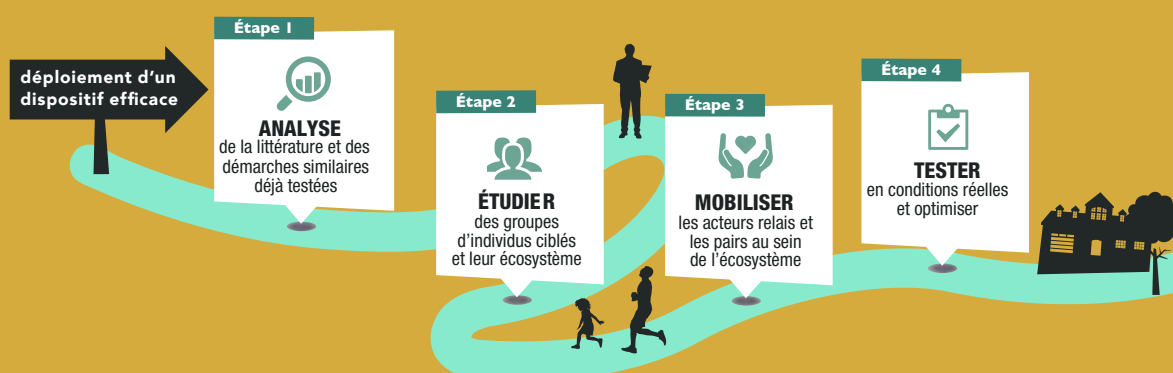 déploiement d'un
dispositif efficace
Étape 1
ANALYSE
de la littérature et des
démarches similaires
déjà testées
Étape 2
ÉTUDIER
des groupes
d'individus ciblés
et leur écosystème
Étape 3
MOBILISER
les acteurs relais et
les pairs au sein
de l'écosystème
Étape 4
TESTER
en conditions réelles
et optimiser